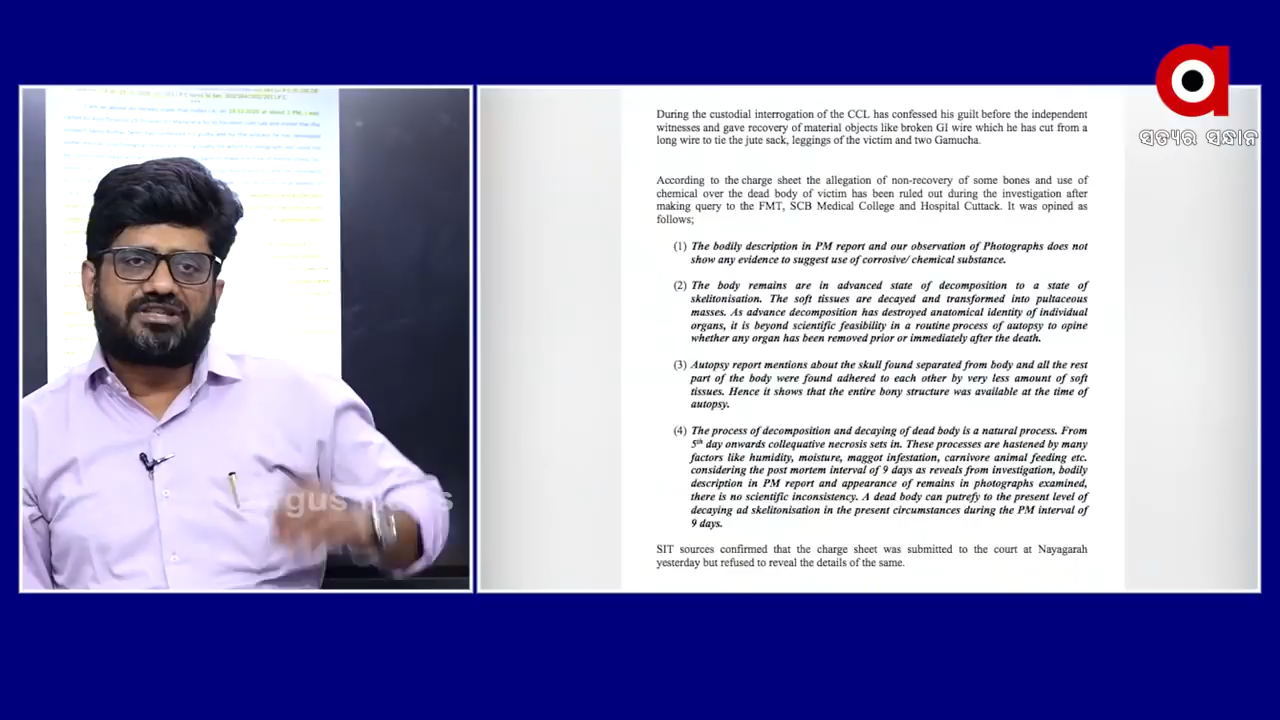 ସତ୍ୟର ସନ୍ଧାନ
argus news
During the custodial interrogation of the CCL has confessed his guilt before the independent
witnesses and gave recovery of material objects like broken GI wire which he has cut from a
long wire to tie the jute sack, leggings of the victim and two Gamucha.
According to the charge sheet the allegation of non-recovery of some bones and use of
chemical over the dead body of victim has been ruled out during the investigation after
making query to the FMT, SCB Medical College and Hospital Cuttack. It was opined as
follows;
(1) The bodily description in PM report and our observation of Photographs does not
show any evidence to suggest use of corrosive/ chemical substance.
(2) The body remains are in advanced state of decomposition to a state of
skelitonisation. The soft tissues are decayed and transformed into pultaceous
masses. As advance decomposition has destroyed anatomical identity of individual
organs, it is beyond scientific feasibility in a routine process of autopsy to opine
whether any organ has been removed prior or immediately after the death.
(3) Autopsy report mentions about the skull found separated from body and all the rest
part of the body were found adhered to each other by very less amount of soft
tissues. Hence it shows that the entire bony structure was available at the time of
autopsy.
(4) The process of decomposition and decaying of dead body is a natural process. From
5th day onwards collequative necrosis sets in. These processes are hastened by many
factors like humidity, moisture, maggot infestation, carnivore animal feeding etc.
considering the post mortem interval of 9 days as reveals from investigation, bodily
description in PM report and appearance of remains in photographs examined,
there is no scientific inconsistency. A dead body can putrefy to the present level of
decaying ad skelitonisation in the present circumstances during the PM interval of
9 days.
SIT sources confirmed that the charge sheet was submitted to the court at Nayagarah
yesterday but refused to reveal the details of the same.